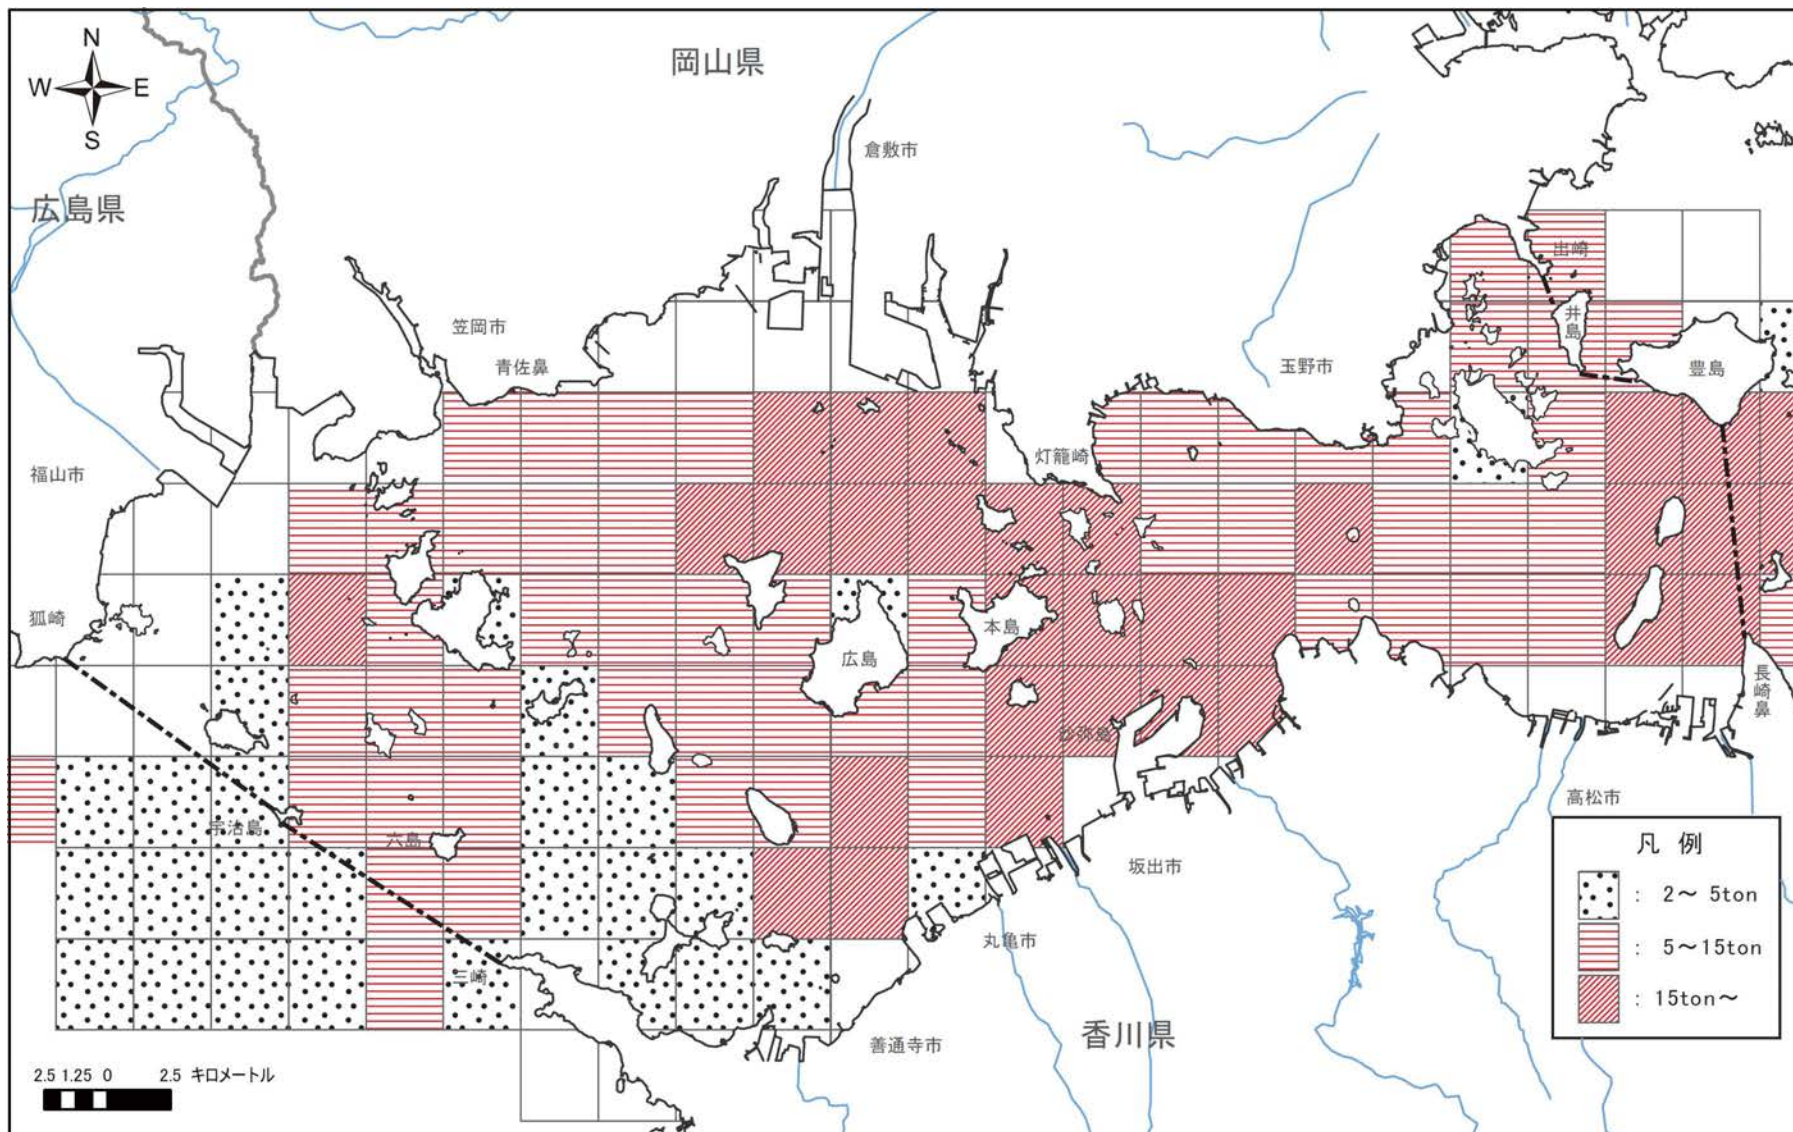 N
W
E
S
岡山県
倉敷市
広島県
出崎
井島
笠岡市
青佐鼻
玉野市
豊島
灯籠崎
福山市
狐崎
本島
広島
長崎鼻
沙弥島
高松市
宇治島
六島
坂出市
丸亀市
三崎
善通寺市
香川県
凡 例
: 2～ 5ton
: 5～15ton
: 15ton～
2.5 1.25 0 2.5 キロメートル